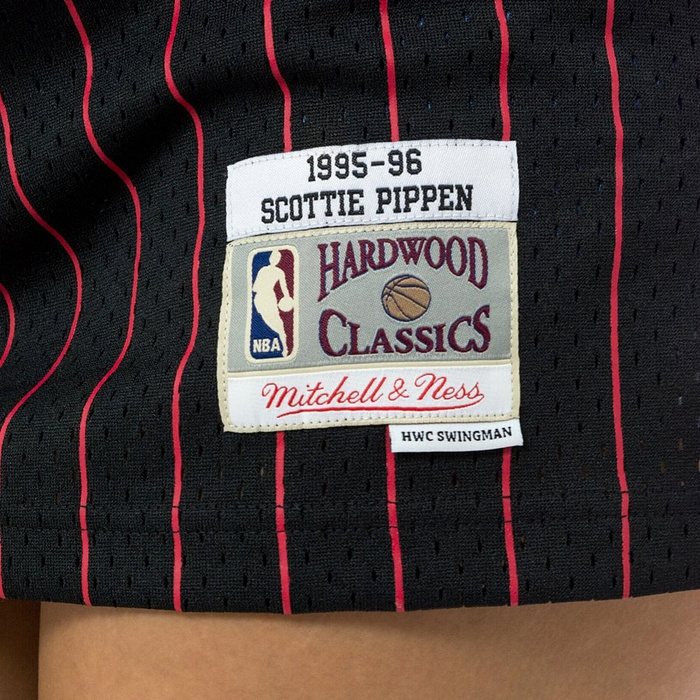 1995-96
SCOTTIE PIPPEN
HARDWOOD
CLASSICS
NBA
Mitchell & Ness
HWC SWINGMAN